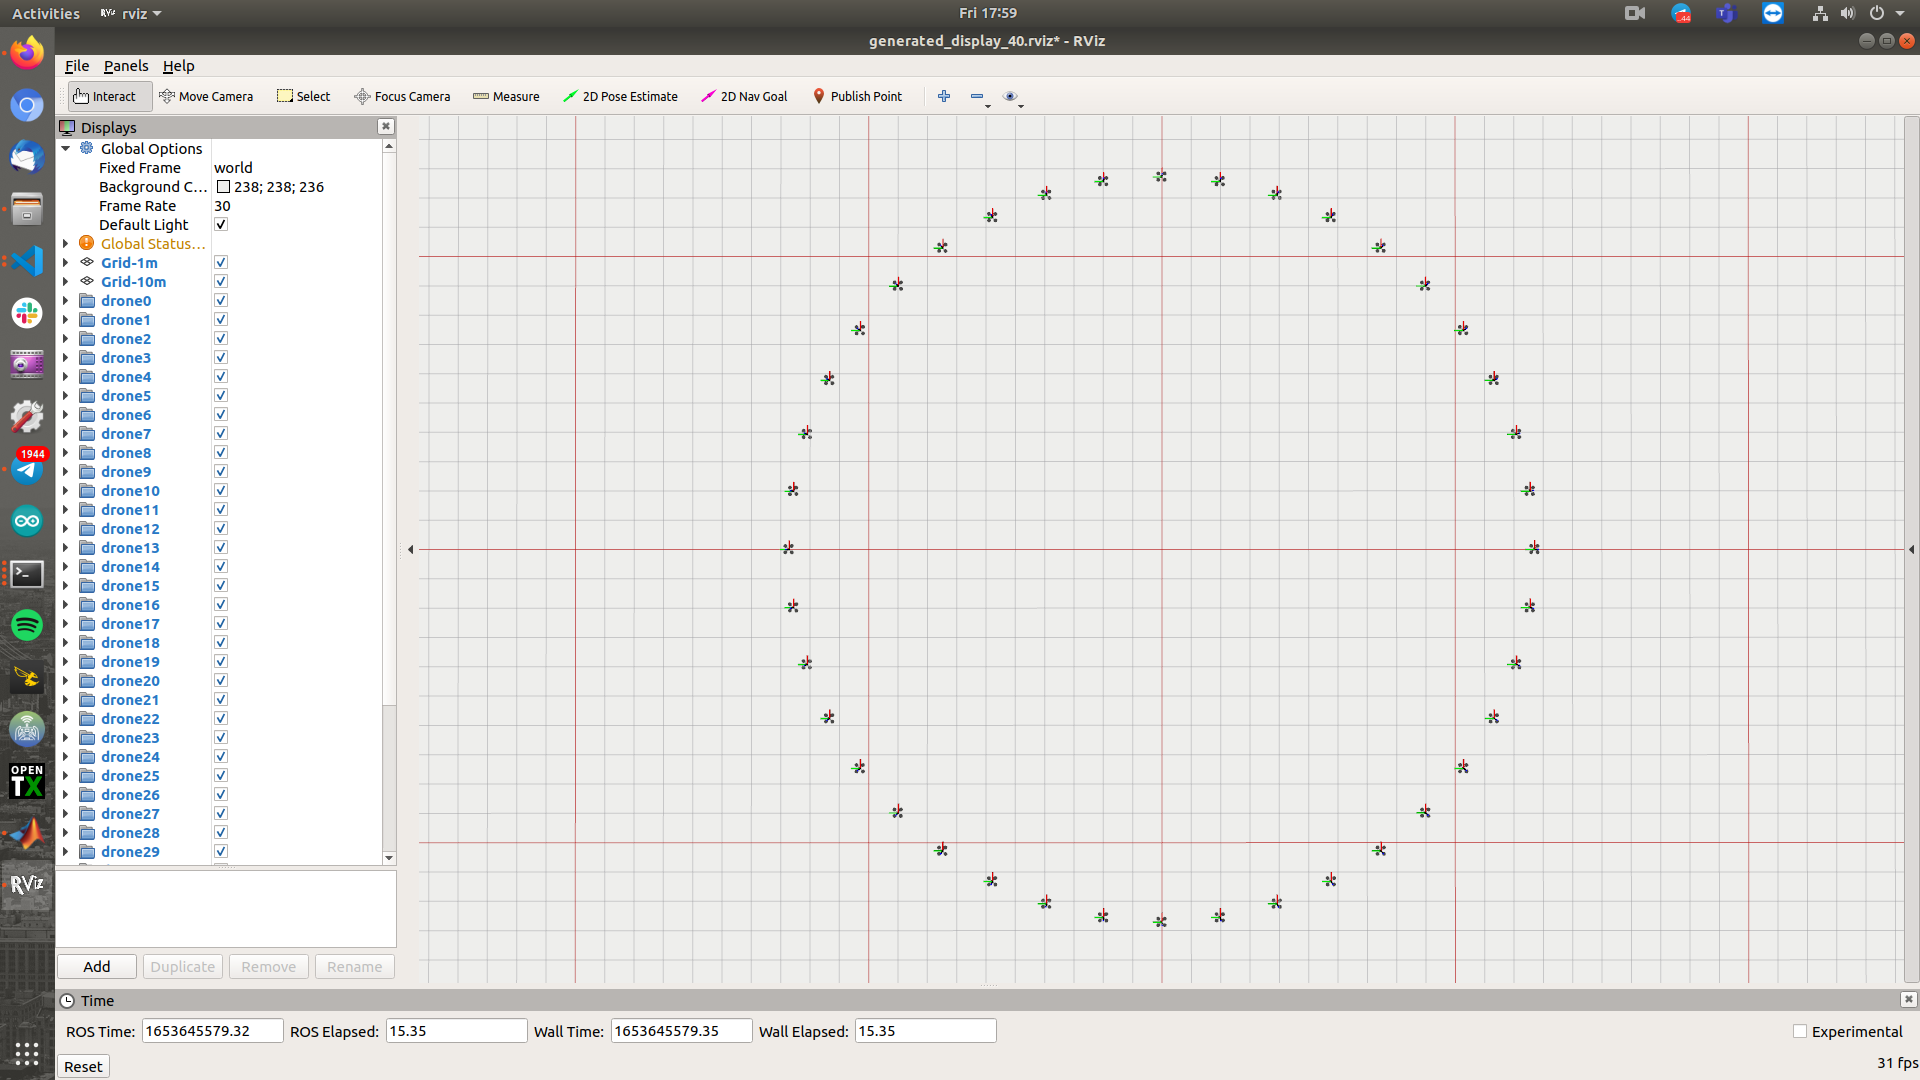 Activities RViz rviz Fri 17:59 44
generated_display_40.rviz* - RViz
File Panels Help
Interact Move Camera Select Focus Camera Measure 2D Pose Estimate 2D Nav Goal Publish Point
Displays
Global Options
Fixed Frame world
Background C... 238; 238; 236
Frame Rate 30
Default Light
Global Status...
Grid-1m
Grid-10m
drone0
drone1
drone2
drone3
drone4
drone5
drone6
drone7
drone8
drone9
drone10
drone11
drone12
drone13
drone14
drone15
drone16
drone17
drone18
drone19
drone20
drone21
drone22
drone23
drone24
drone25
drone26
drone27
drone28
drone29
1944
OPEN
TX
RViz
Add Duplicate Remove Rename
Time
ROS Time: 1653645579.32 ROS Elapsed: 15.35 Wall Time: 1653645579.35 Wall Elapsed: 15.35 Experimental
Reset 31 fps